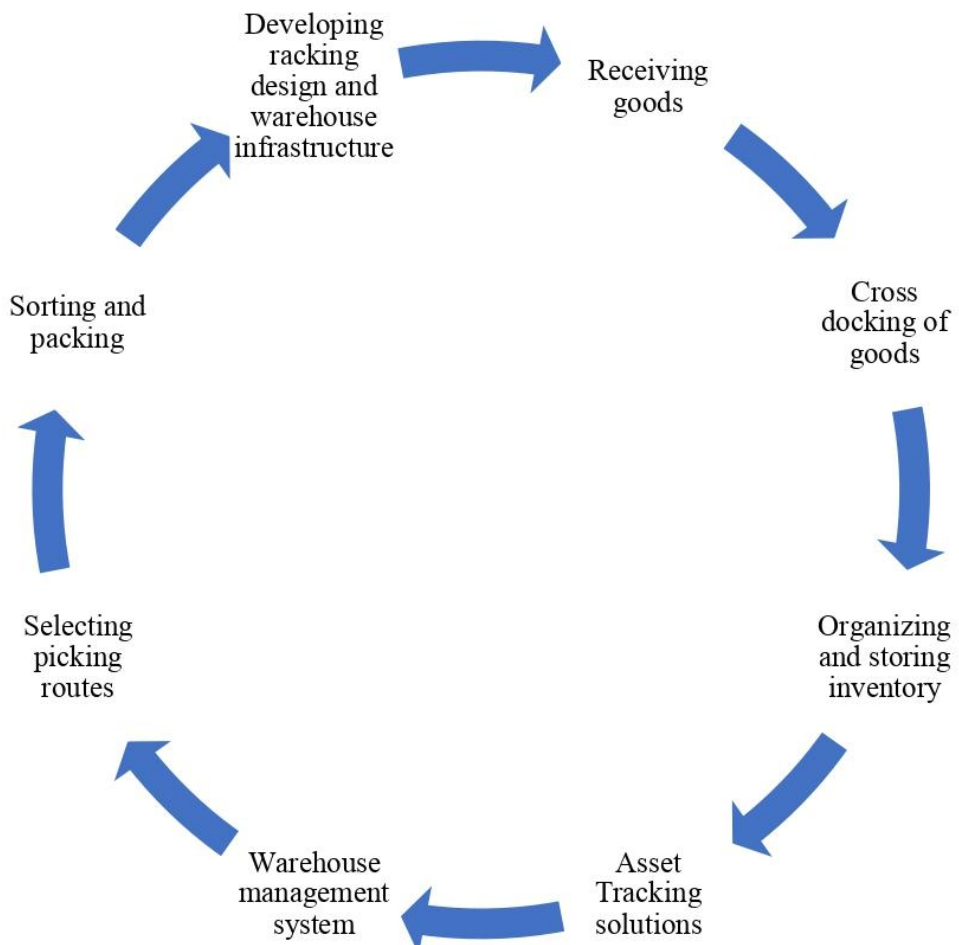 Developing
racking
design and
warehouse
infrastructure
Receiving
goods
Cross
docking of
goods
Organizing
and storing
inventory
Asset
Tracking
solutions
Warehouse
management
system
Selecting
picking
routes
Sorting and
packing